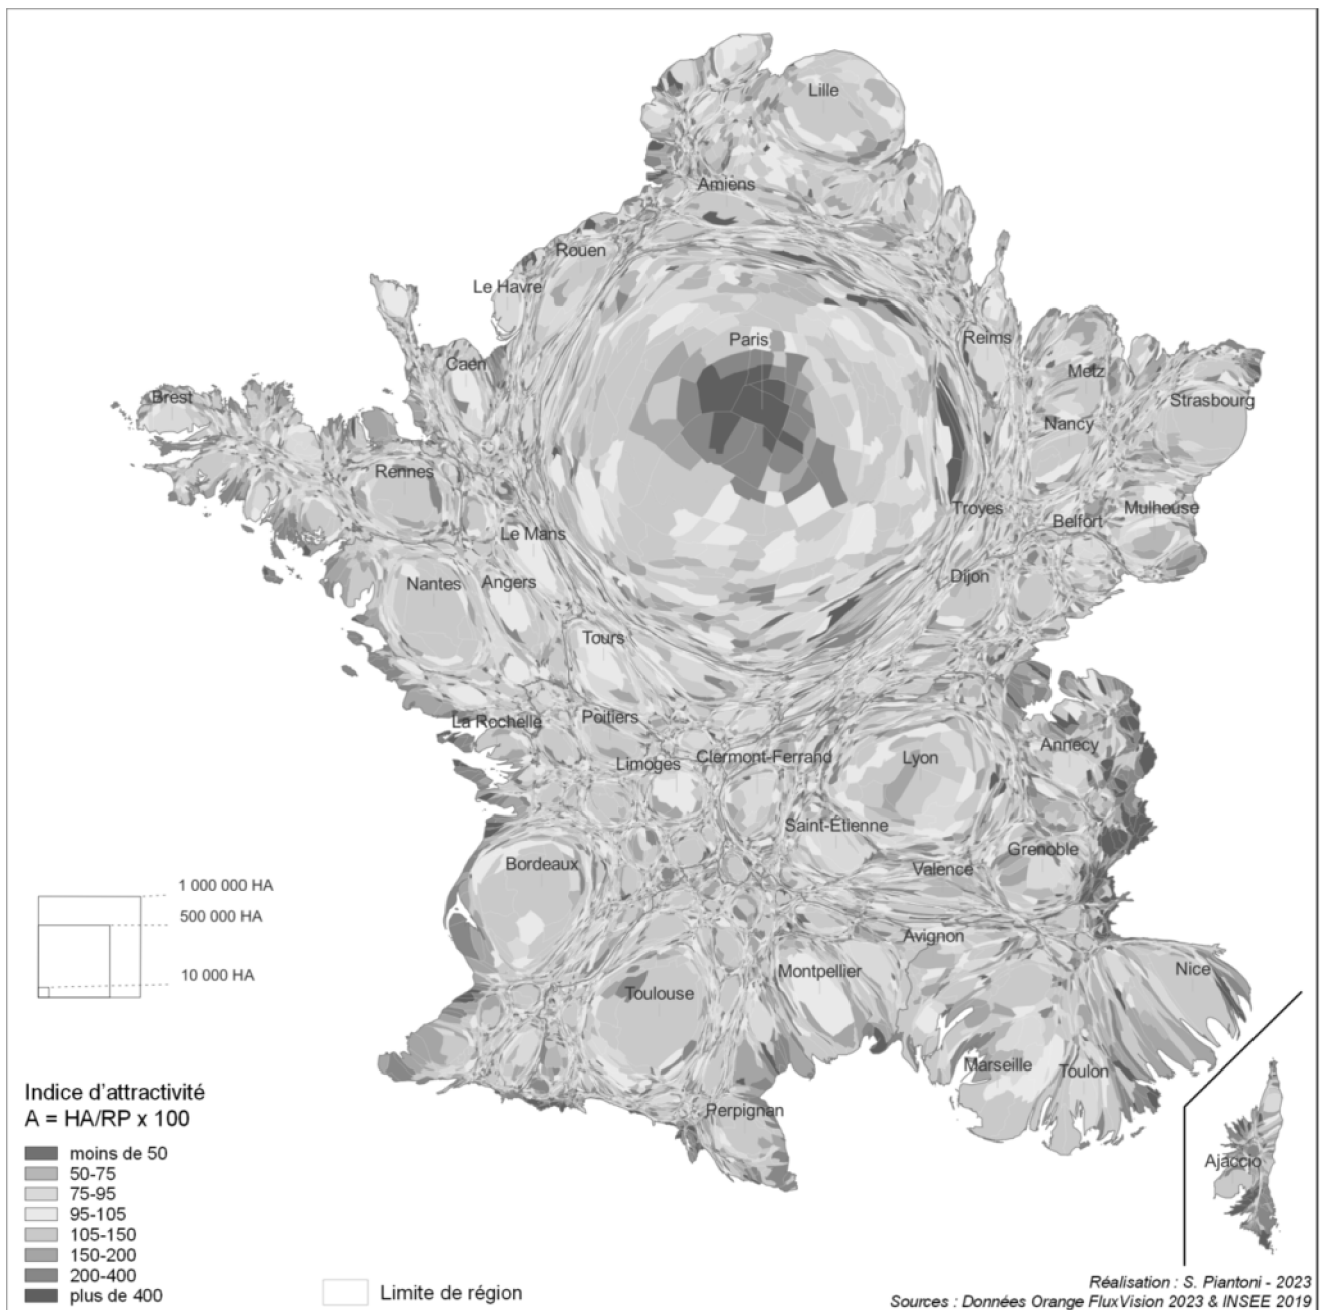 Lille
Amiens
Rouen
Le Havre
Paris
Reims
Caen
Metz
Brest
Strasbourg
Nancy
Rennes
Troyes
Mulhouse
Belfort
Le Mans
Dijon
Nantes
Angers
Tours
La Rochelle
Poitiers
Annecy
Limoges
Clermont-Ferrand
Lyon
Saint-Étienne
Grenoble
Bordeaux
Valence
1 000 000 HA
500 000 HA
10 000 HA
Avignon
Montpellier
Nice
Toulouse
Marseille
Toulon
Perpignan
Ajaccio
Indice d'attractivité
A = HA/RP x 100
moins de 50
50-75
75-95
95-105
105-150
150-200
200-400
plus de 400
Limite de région
Réalisation : S. Piantoni - 2023
Sources : Données Orange FluxVision 2023 & INSEE 2019